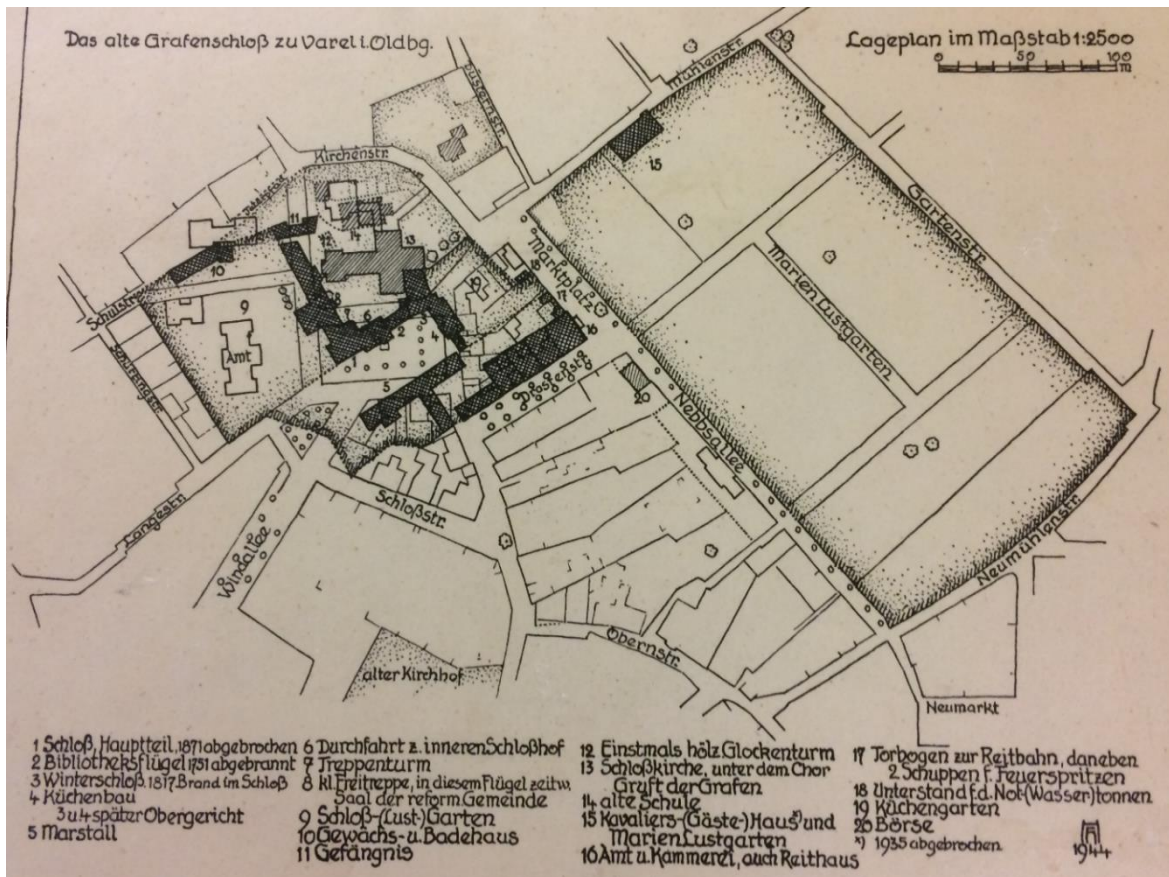 Das alte Grafenschloß zu Varel i. Oldbg.
Lageplan im Maßstab 1:2500
0 50 100 m
Mühlenstr.
Düsternstr.
Kirchenstr.
Gartenstr.
Marktplatz
Marien Lustgarten
Schulstr.
Schüttingstr.
Amt
Nebbsallee
Langestr.
Schloßstr.
Windallee
Neumühlenstr.
Obernstr.
alter Kirchhof
Neumarkt
1 Schloß, Hauptteil, 1871 abgebrochen
2 Bibliotheksflügel 1751 abgebrannt
3 Winterschloß. 1817 Brand im Schloß
4 Küchenbau
3 u. 4 später Obergericht
5 Marstall
6 Durchfahrt z. inneren Schloßhof
7 Treppenturm
8 kl. Freitreppe, in diesem Flügel zeitw.
Saal der reform. Gemeinde
9 Schloß-(Lust-) Garten
10 Gewächs- u. Badehaus
11 Gefängnis
12 Einstmals hölz. Glockenturm
13 Schloßkirche, unter dem Chor
Gruft der Grafen
14 alte Schule
15 Kavaliers-(Gäste-) Haus *) und
Marien Lustgarten
16 Amt u. Kammerei, auch Reithaus
17 Torbogen zur Reitbahn, daneben
2 Schuppen f. Feuerspritzen
18 Unterstand f. d. Not-(Wasser) tonnen
19 Küchengarten
20 Börse
*) 1935 abgebrochen
1944